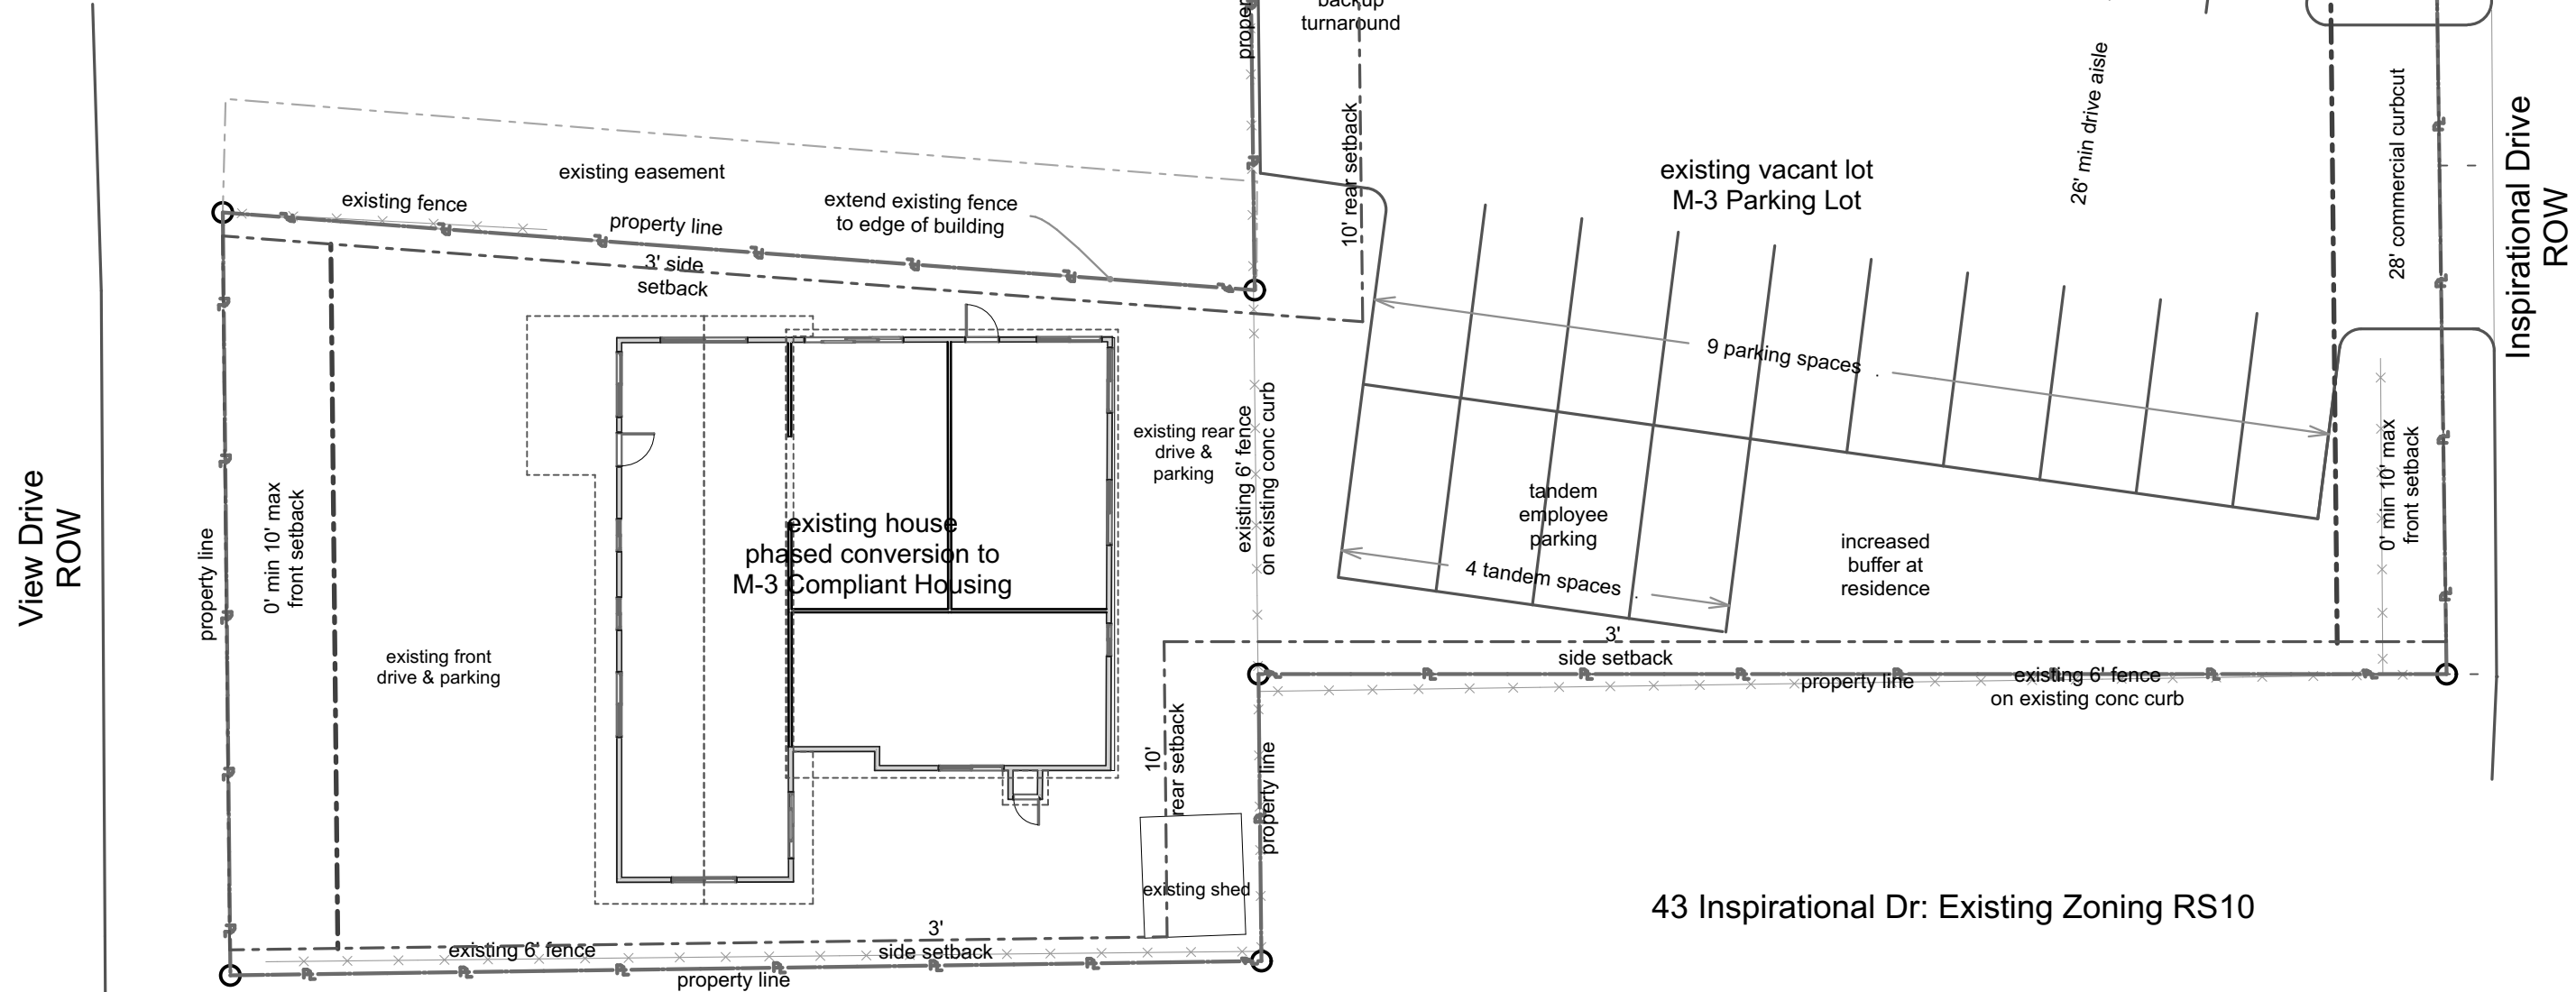 backup
turnaround
property line
10' rear setback
26' min drive aisle
28' commercial curbcut
Inspirational Drive
ROW
existing vacant lot
M-3 Parking Lot
existing easement
existing fence
property line
extend existing fence
to edge of building
3' side
setback
9 parking spaces
View Drive
ROW
property line
0' min 10' max
front setback
existing front
drive & parking
existing house
phased conversion to
M-3 Compliant Housing
existing rear
drive &
parking
existing 6' fence
on existing conc curb
tandem
employee
parking
4 tandem spaces
increased
buffer at
residence
0' min 10' max
front setback
3'
side setback
property line
existing 6' fence
on existing conc curb
10'
rear setback
property line
existing shed
43 Inspirational Dr: Existing Zoning RS10
existing 6' fence
3'
side setback
property line